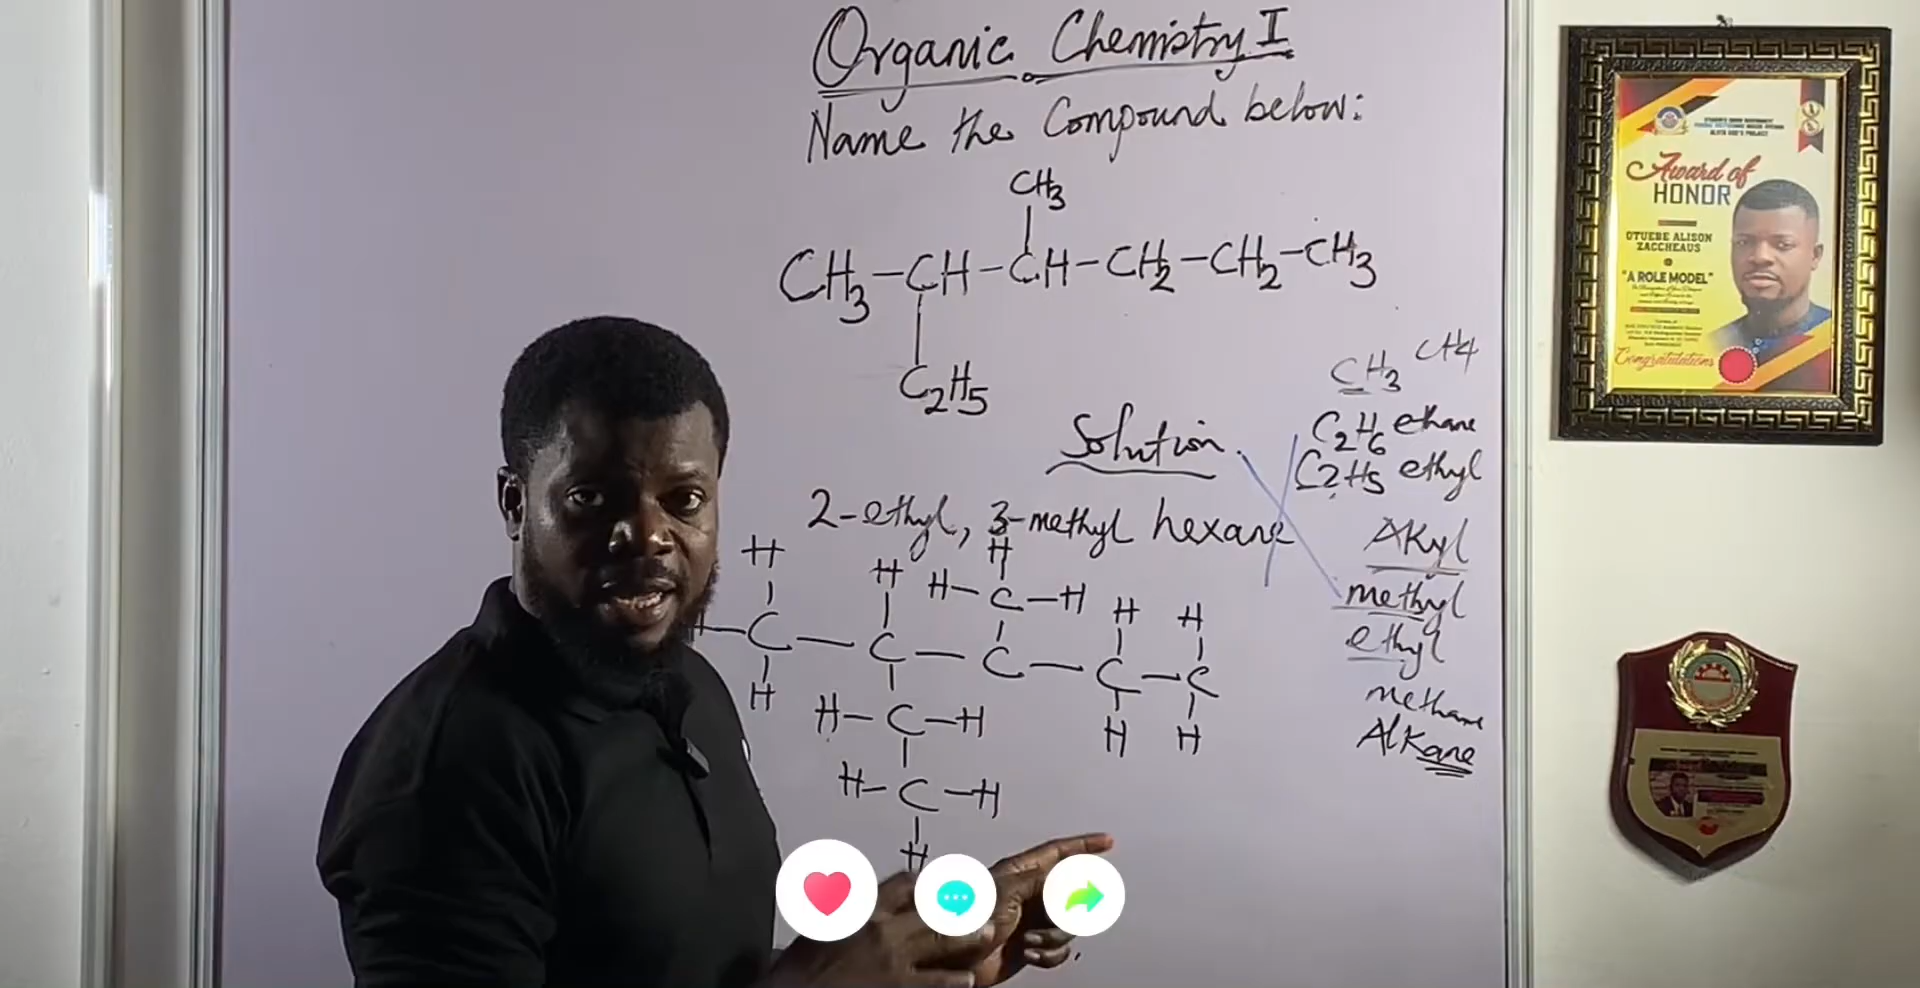 Organic Chemistry I
Name the Compound below:
CH3
CH3-CH-CH-CH2-CH2-CH3
C2H5
CH3 CH4
C2H6 ethane
C2H5 ethyl
Solution
2-ethyl, 3-methyl hexane
AKyl
methyl
ethyl
methane
AlKane
H H H
H-C-H H H
H-C-C-C-C-C
H H H
H-C-H
H-C-H
H
Award of
HONOR
OTUEBE ALISON
ZACCHEAUS
"A ROLE MODEL"
Congratulations